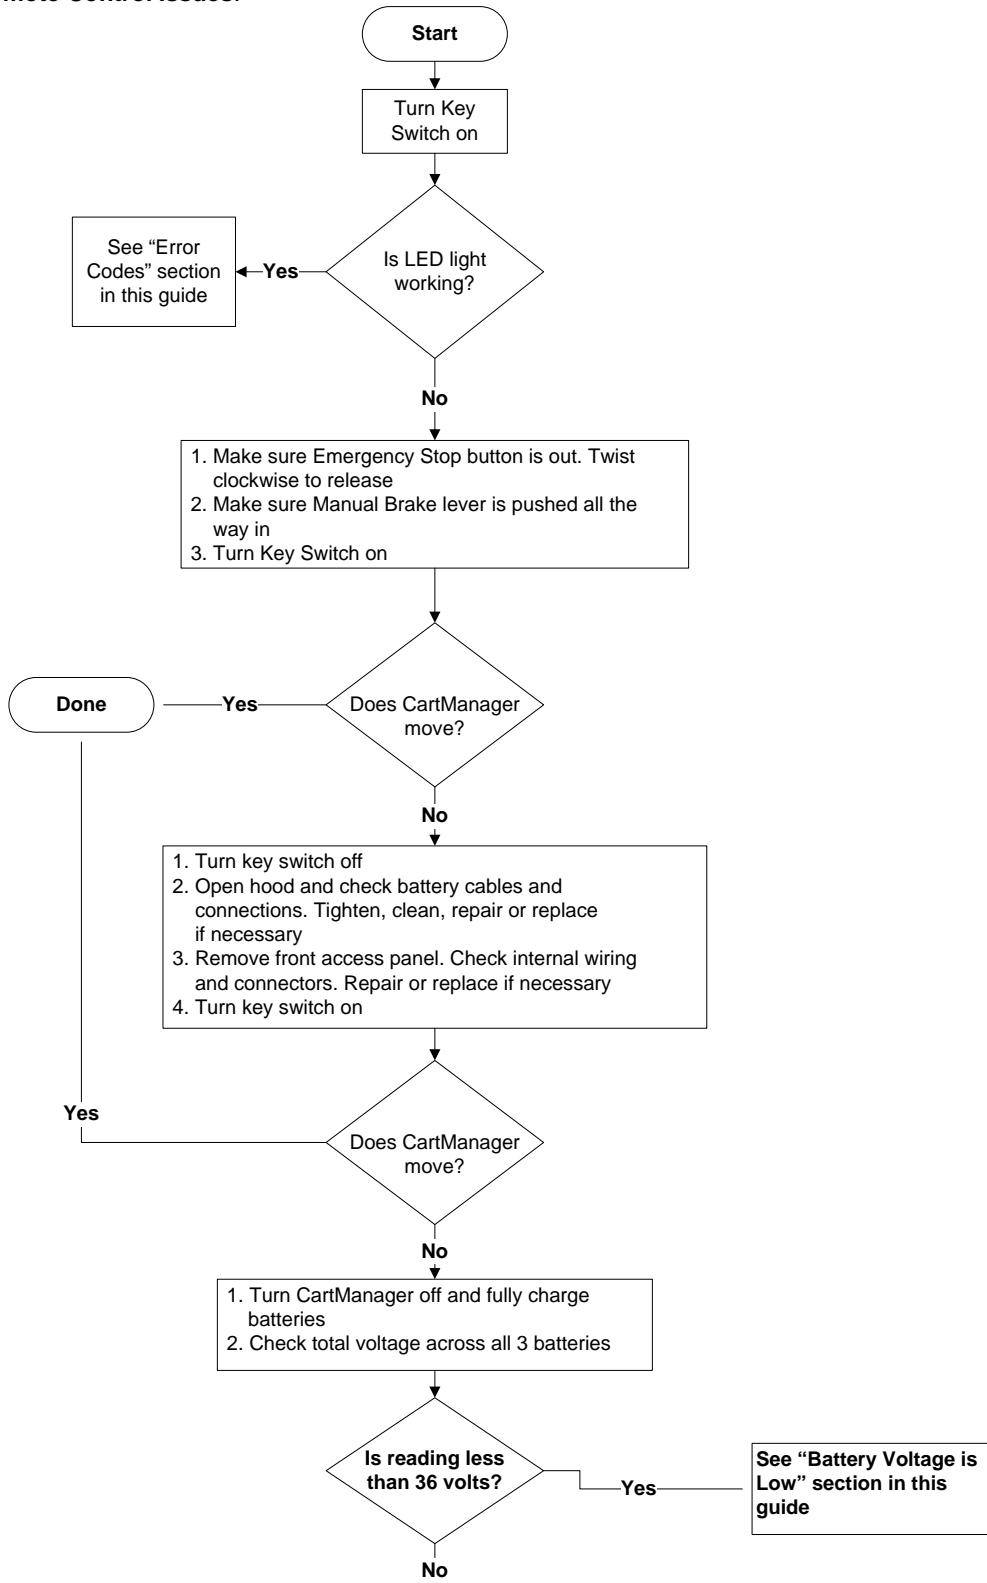 Start
Turn Key
Switch on
Is LED light
working?
Yes
See “Error
Codes” section
in this guide
No
1. Make sure Emergency Stop button is out. Twist
clockwise to release
2. Make sure Manual Brake lever is pushed all the
way in
3. Turn Key Switch on
Does CartManager
move?
Yes
Done
No
1. Turn key switch off
2. Open hood and check battery cables and
connections. Tighten, clean, repair or replace
if necessary
3. Remove front access panel. Check internal wiring
and connectors. Repair or replace if necessary
4. Turn key switch on
Does CartManager
move?
Yes
No
1. Turn CartManager off and fully charge
batteries
2. Check total voltage across all 3 batteries
Is reading less
than 36 volts?
Yes
See “Battery Voltage is
Low” section in this
guide
No